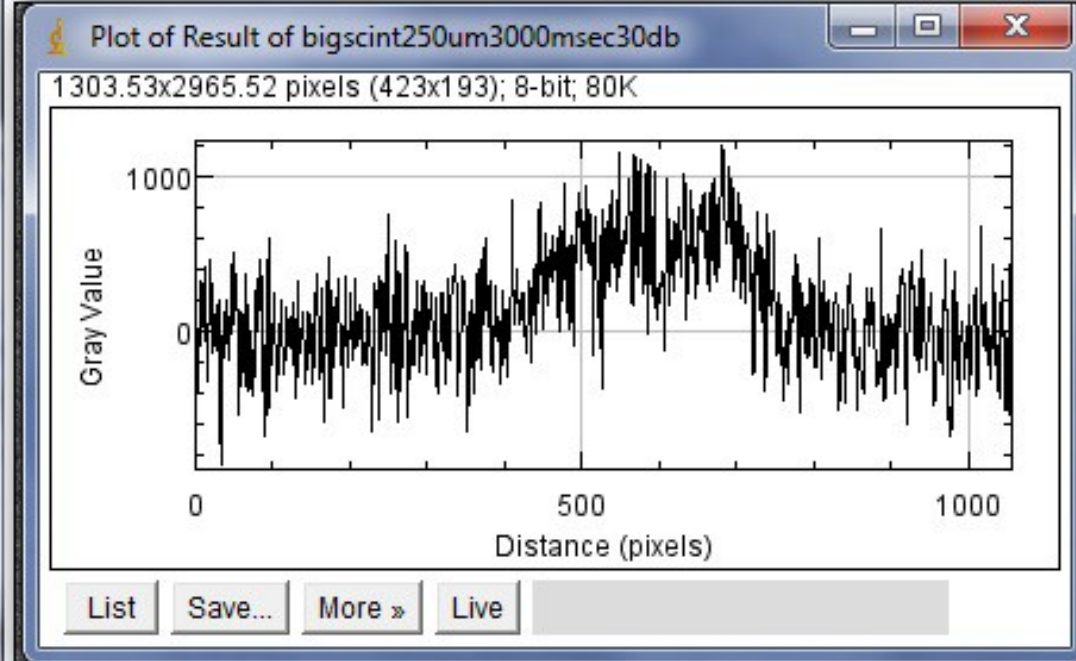 Plot of Result of bigscint250um3000msec30db
1303.53x2965.52 pixels (423x193); 8-bit; 80K
1000
0
Gray Value
0 500 1000
Distance (pixels)
List Save... More » Live